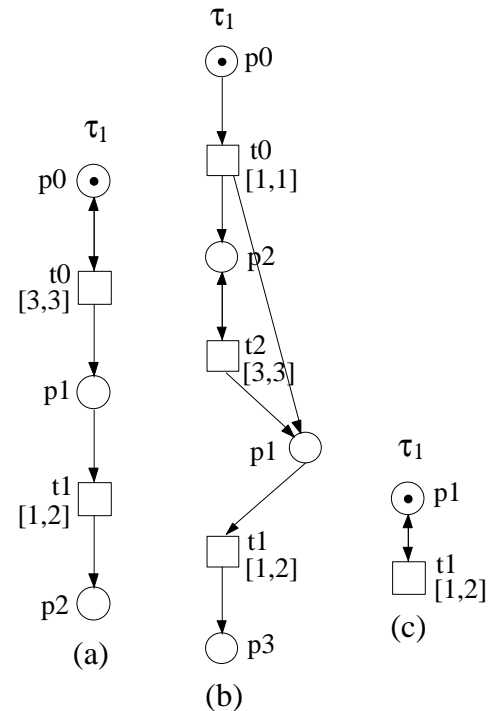 τ1
p0
t0
[3,3]
p1
t1
[1,2]
p2
(a)
τ1
p0
t0
[1,1]
p2
t2
[3,3]
p1
t1
[1,2]
p3
(b)
τ1
p1
t1
[1,2]
(c)